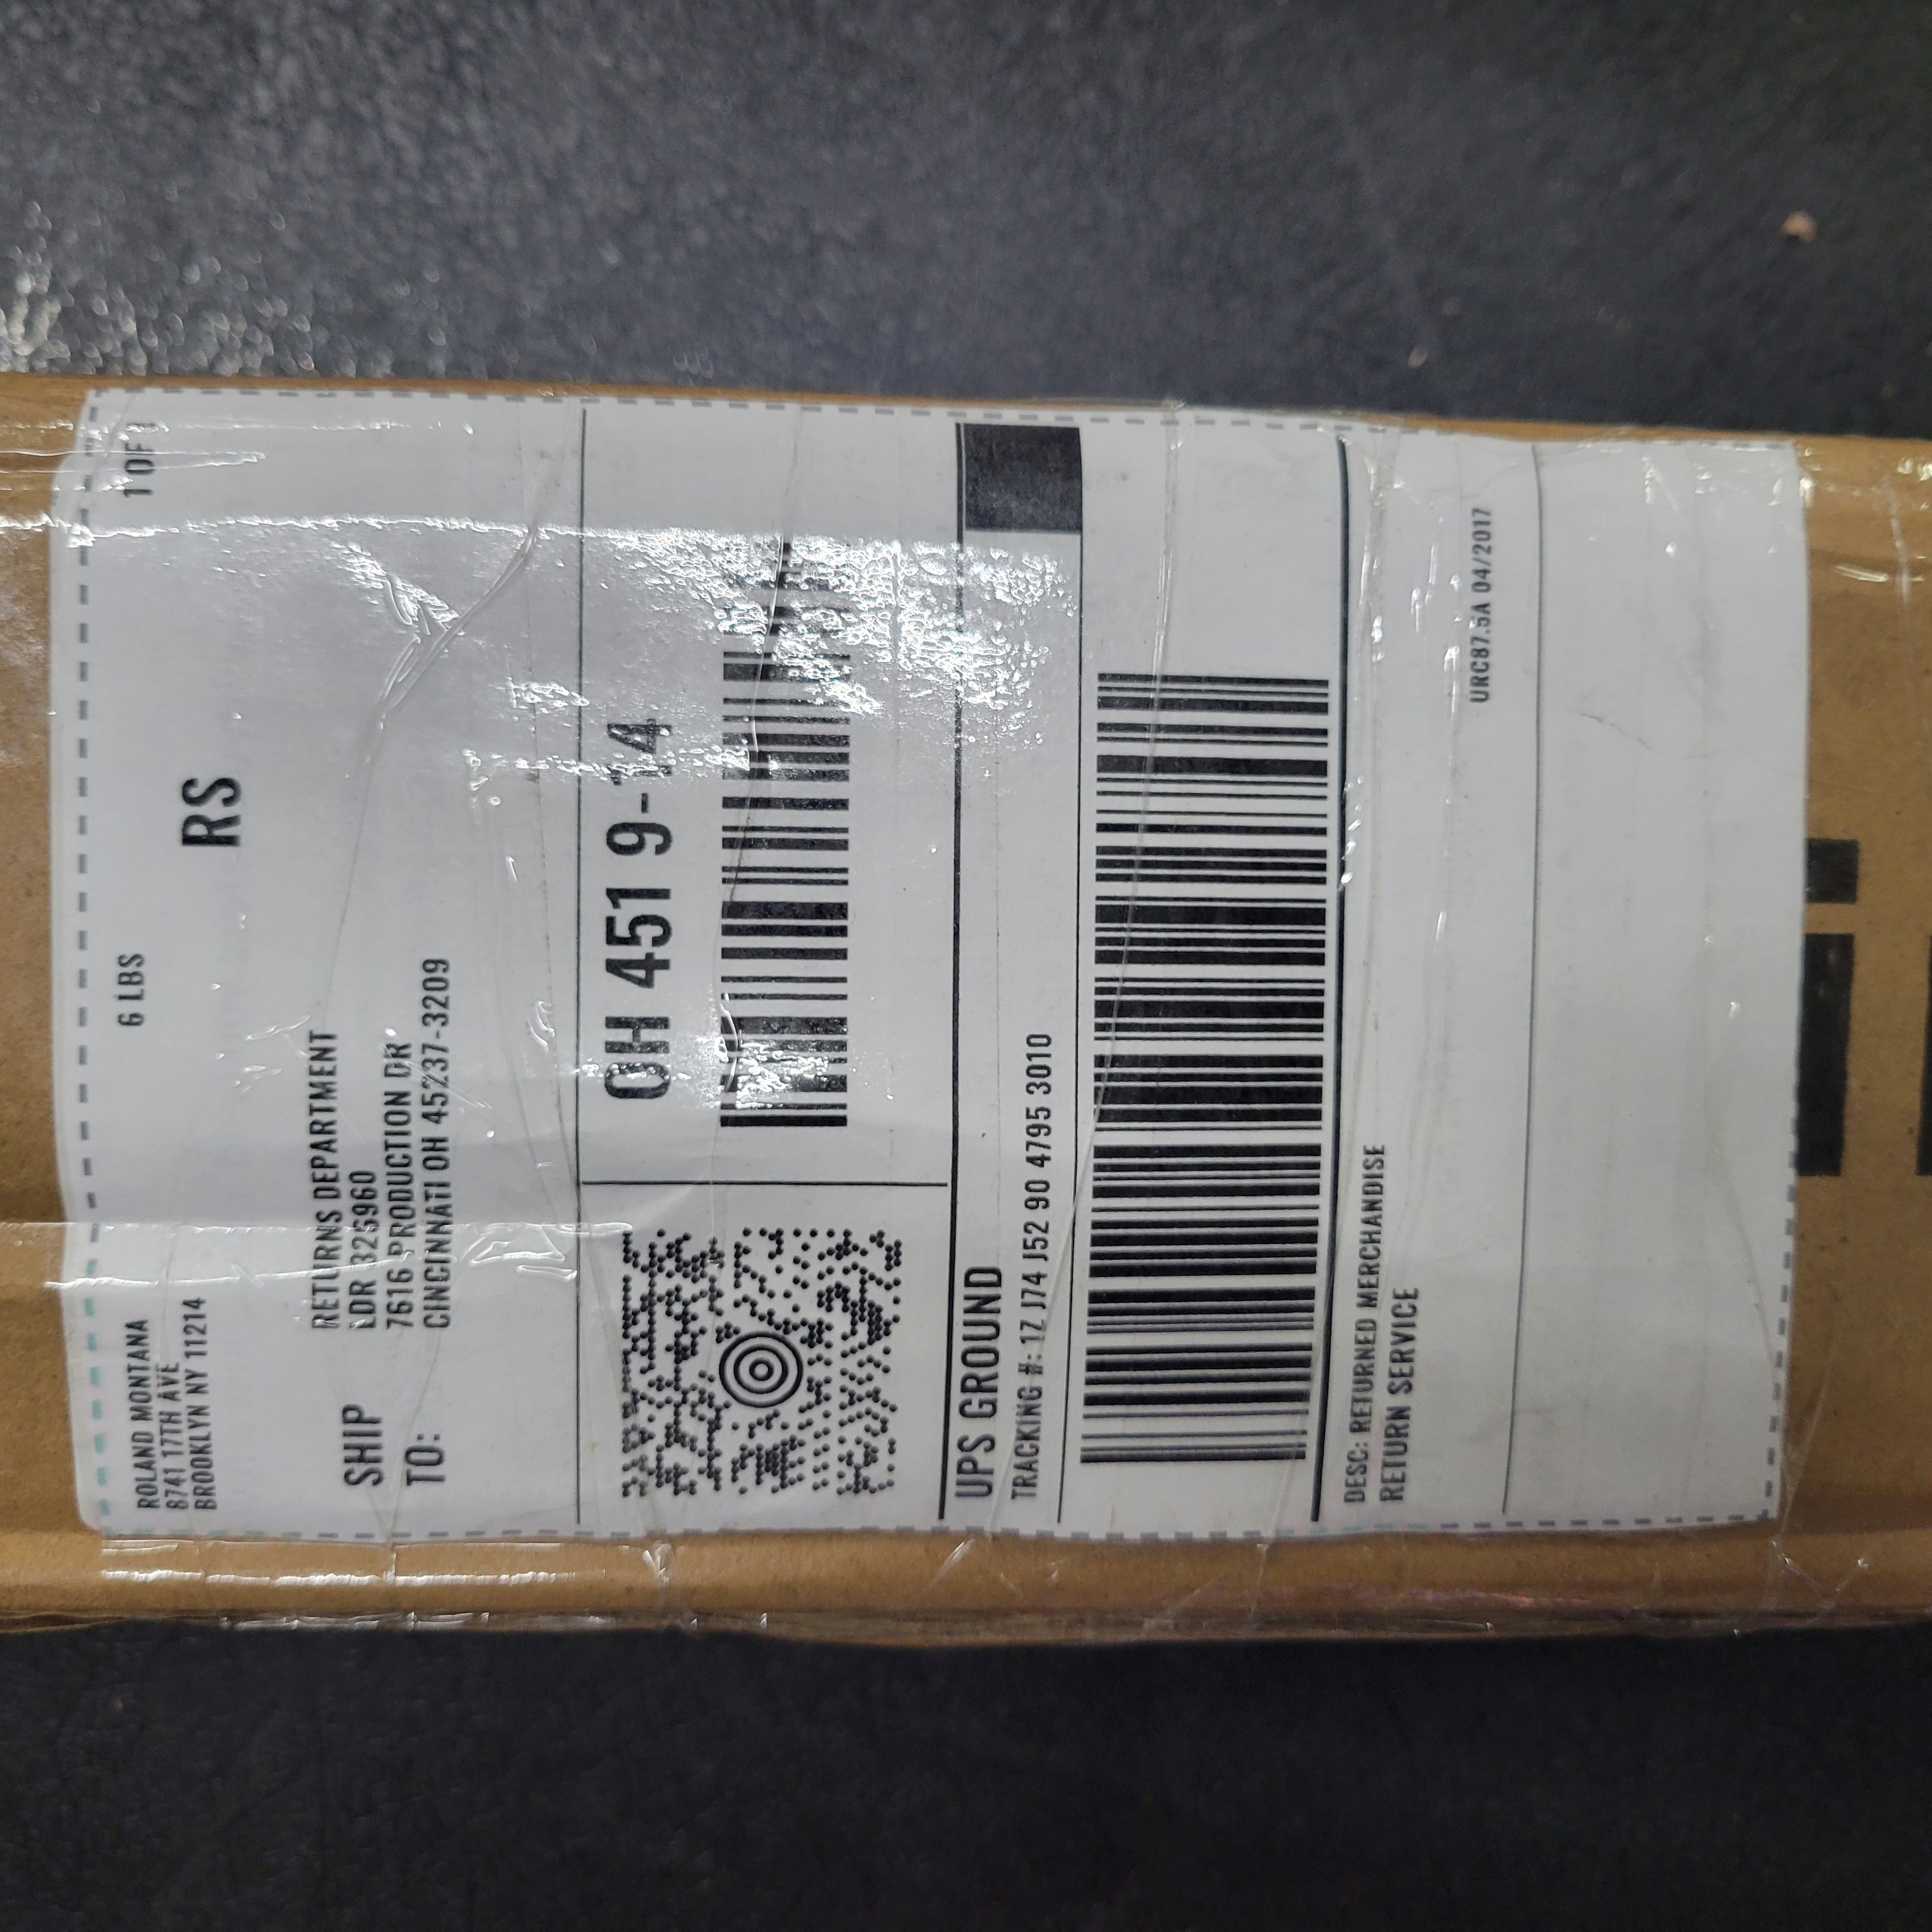 ROLAND MONTANA
8741 17TH AVE
BROOKLYN NY 11214
6 LBS
1 OF 1
RS
SHIP
TO:
RETURNS DEPARTMENT
LDR 326960
7616 PRODUCTION DR
CINCINNATI OH 45237-3209
OH 451 9-14
UPS GROUND
TRACKING #: 1Z J74 J52 90 4795 3010
DESC: RETURNED MERCHANDISE
RETURN SERVICE
URC87.5A 04/2017